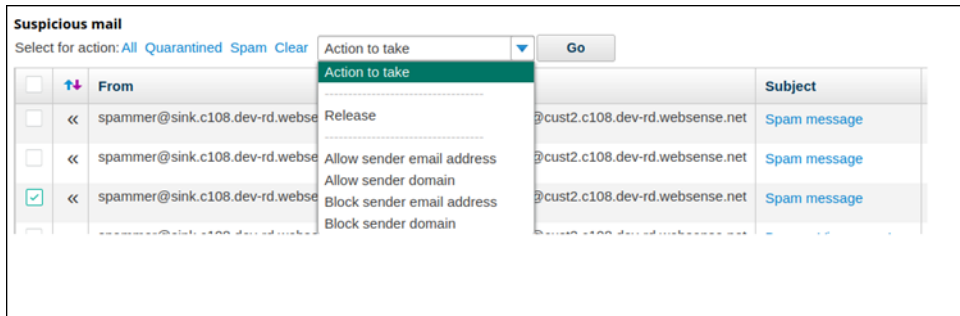 Suspicious mail
Select for action: All Quarantined Spam Clear Action to take Go
Action to take
From Subject
Release
spammer@sink.c108.dev-rd.webse @cust2.c108.dev-rd.websense.net Spam message
Allow sender email address
spammer@sink.c108.dev-rd.webse @cust2.c108.dev-rd.websense.net Spam message
Allow sender domain
spammer@sink.c108.dev-rd.webse Block sender email address @cust2.c108.dev-rd.websense.net Spam message
Block sender domain